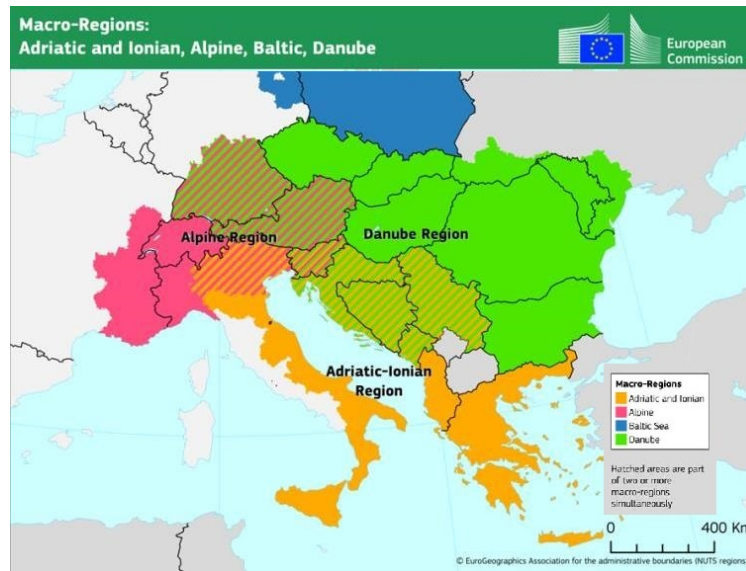 Macro-Regions:
Adriatic and Ionian, Alpine, Baltic, Danube
European
Commission
Alpine Region
Danube Region
Adriatic-Ionian
Region
Macro-Regions
Adriatic and Ionian
Alpine
Baltic Sea
Danube
Hatched areas are part
of two or more
macro-regions
simultaneously
0 400 Km
© EuroGeographics Association for the administrative boundaries (NUTS regions